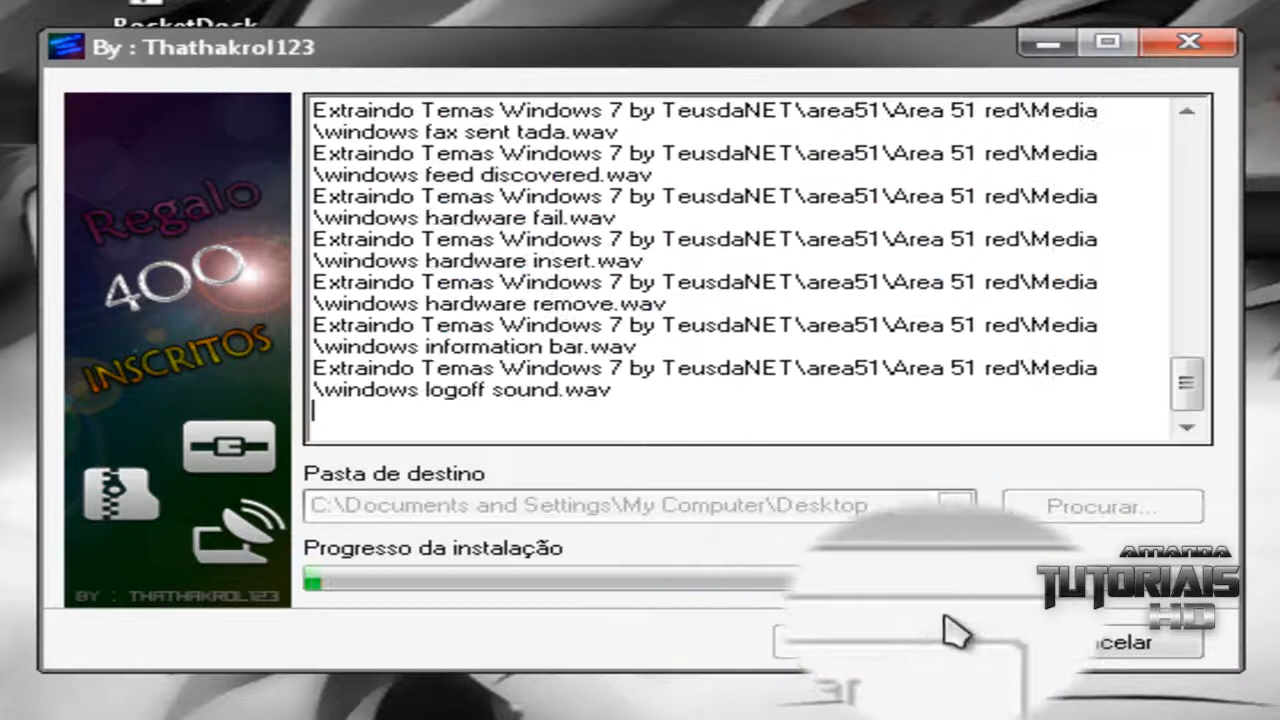 RocketDock
By : Thathakrol123
Extraindo Temas Windows 7 by TeusdaNET\area51\Area 51 red\Media
\windows fax sent tada.wav
Extraindo Temas Windows 7 by TeusdaNET\area51\Area 51 red\Media
\windows feed discovered.wav
Extraindo Temas Windows 7 by TeusdaNET\area51\Area 51 red\Media
\windows hardware fail.wav
Extraindo Temas Windows 7 by TeusdaNET\area51\Area 51 red\Media
\windows hardware insert.wav
Extraindo Temas Windows 7 by TeusdaNET\area51\Area 51 red\Media
\windows hardware remove.wav
Extraindo Temas Windows 7 by TeusdaNET\area51\Area 51 red\Media
\windows information bar.wav
Extraindo Temas Windows 7 by TeusdaNET\area51\Area 51 red\Media
\windows logoff sound.wav
Regalo
400
INSCRITOS
BY : THATHAKROL123
Pasta de destino
C:\Documents and Settings\My Computer\Desktop
Procurar...
Progresso da instalação
AMANDA
TUTORIAIS
HD
ncelar
ar